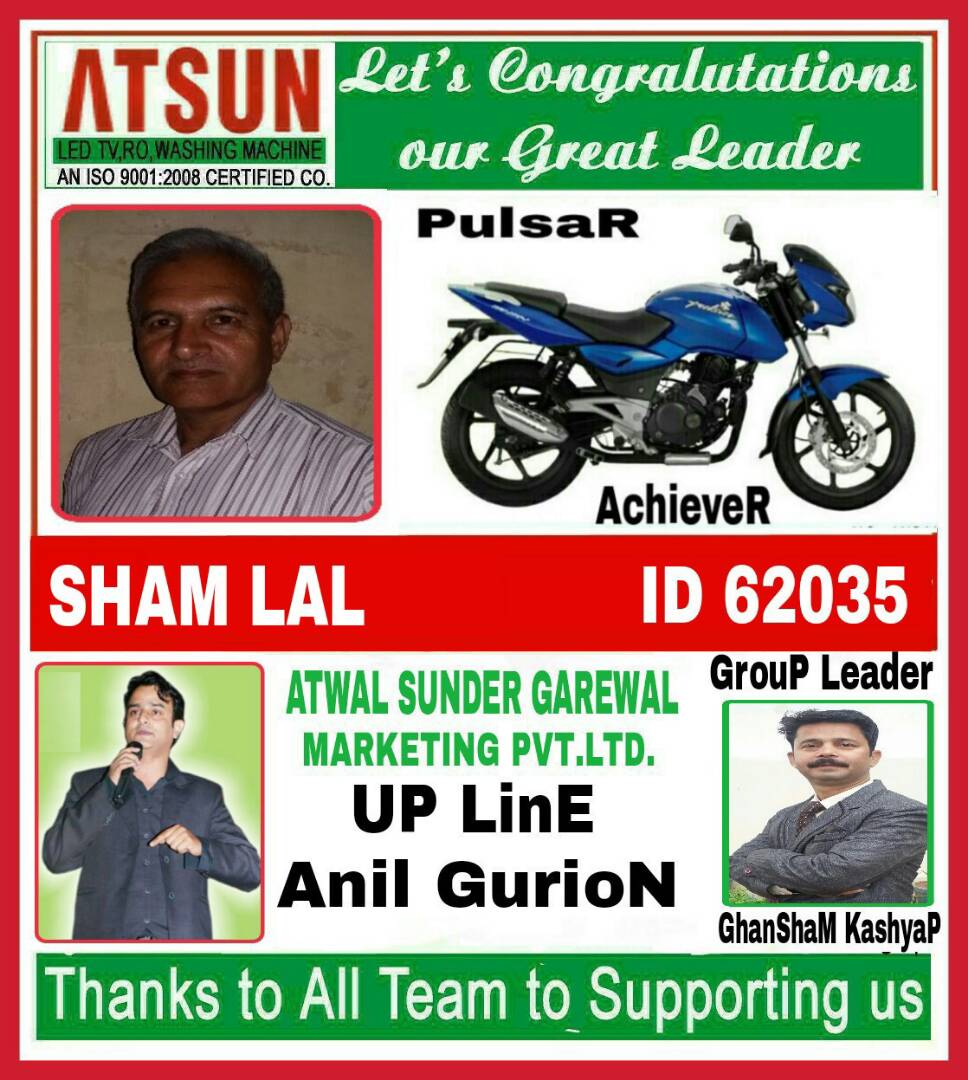 ATSUN
LED TV,RO,WASHING MACHINE
AN ISO 9001:2008 CERTIFIED CO.
Let's Congralutations
our Great Leader
PulsaR
AchieveR
SHAM LAL
ID 62035
ATWAL SUNDER GAREWAL
MARKETING PVT.LTD.
UP LinE
Anil GurioN
GrouP Leader
GhanShaM KashyaP
Thanks to All Team to Supporting us